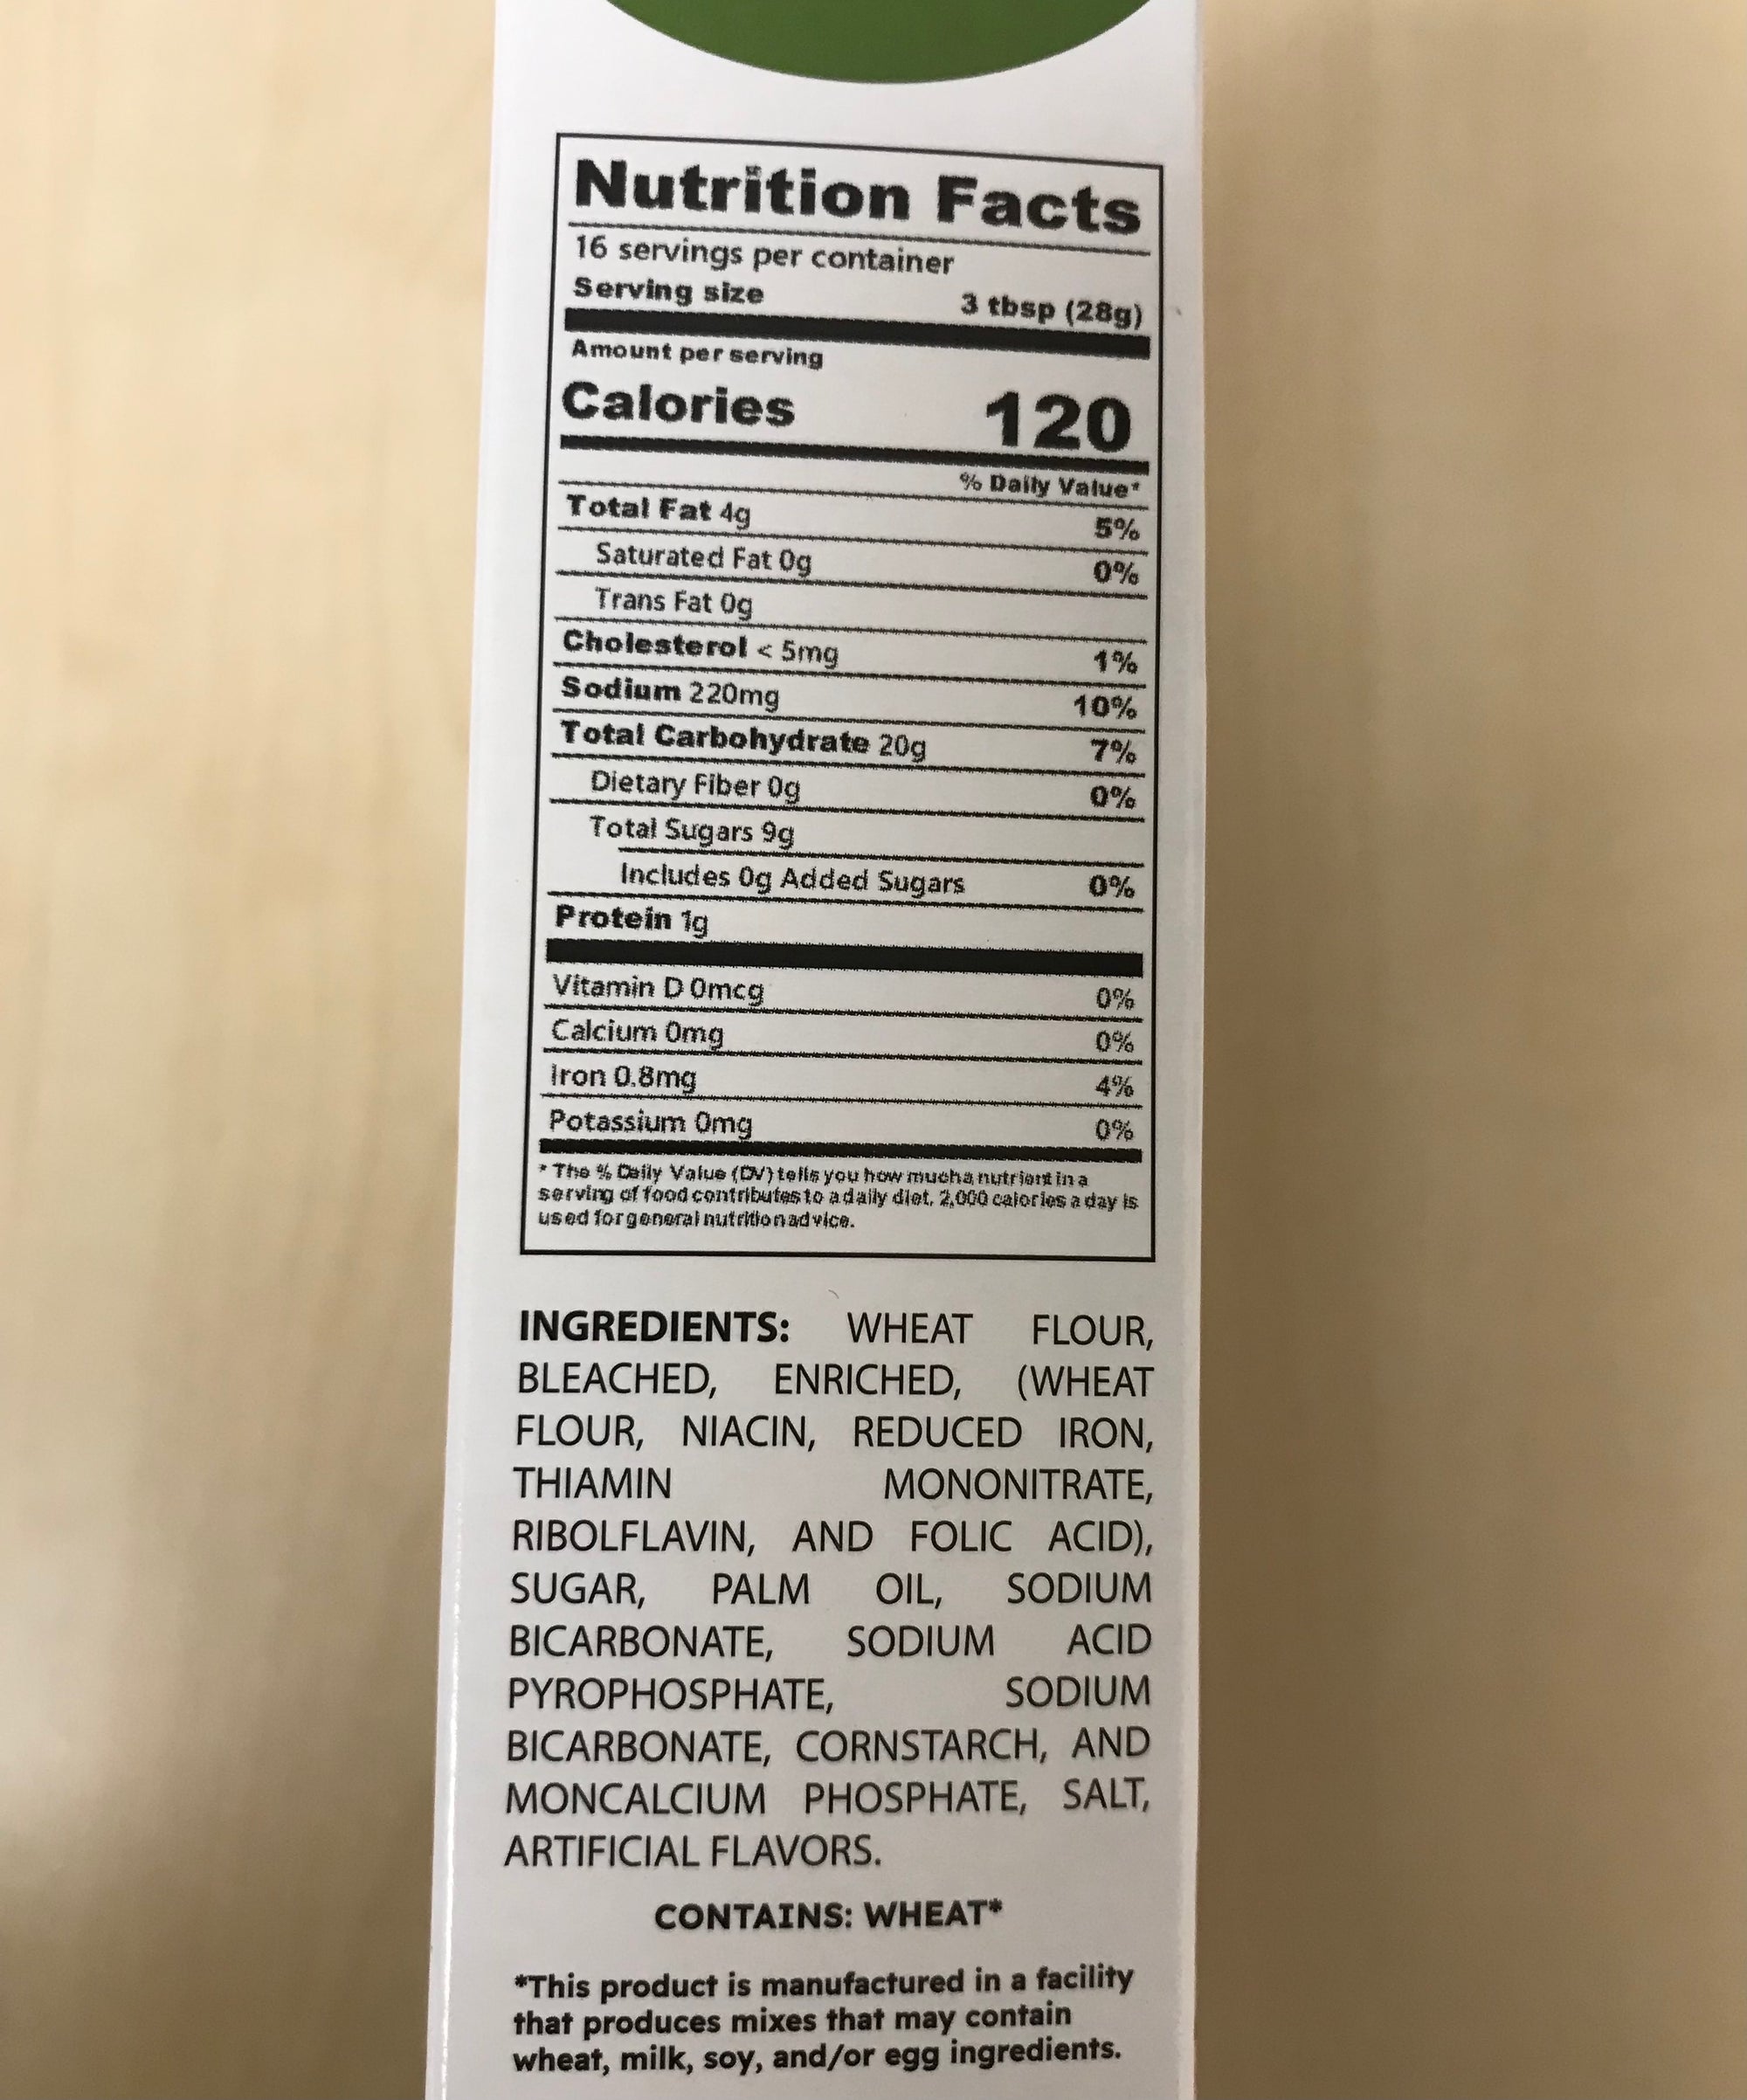 Nutrition Facts
16 servings per container
Serving size 3 tbsp (28g)
Amount per serving
Calories 120
% Daily Value*
Total Fat 4g 5%
Saturated Fat 0g 0%
Trans Fat 0g
Cholesterol < 5mg 1%
Sodium 220mg 10%
Total Carbohydrate 20g 7%
Dietary Fiber 0g 0%
Total Sugars 9g
Includes 0g Added Sugars 0%
Protein 1g
Vitamin D 0mcg 0%
Calcium 0mg 0%
Iron 0.8mg 4%
Potassium 0mg 0%
* The % Daily Value (DV) tells you how much a nutrient in a
serving of food contributes to a daily diet. 2,000 calories a day is
used for general nutrition advice.
INGREDIENTS: WHEAT FLOUR,
BLEACHED, ENRICHED, (WHEAT
FLOUR, NIACIN, REDUCED IRON,
THIAMIN MONONITRATE,
RIBOLFLAVIN, AND FOLIC ACID),
SUGAR, PALM OIL, SODIUM
BICARBONATE, SODIUM ACID
PYROPHOSPHATE, SODIUM
BICARBONATE, CORNSTARCH, AND
MONCALCIUM PHOSPHATE, SALT,
ARTIFICIAL FLAVORS.
CONTAINS: WHEAT*
*This product is manufactured in a facility
that produces mixes that may contain
wheat, milk, soy, and/or egg ingredients.